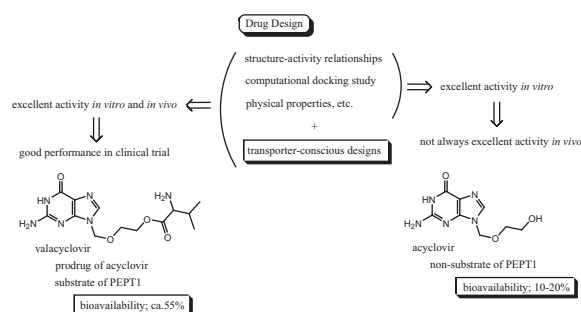 Drug Design
structure-activity relationships
computational docking study
physical properties, etc.
+
transporter-conscious designs
excellent activity in vitro and in vivo
good performance in clinical trial
excellent activity in vitro
not always excellent activity in vivo
O
HN
N
H₂N
N
N
O
O
O
H₂N
valacyclovir
prodrug of acyclovir
substrate of PEPT1
bioavailability; ca.55%
O
HN
N
H₂N
N
N
O
OH
acyclovir
non-substrate of PEPT1
bioavailability; 10-20%